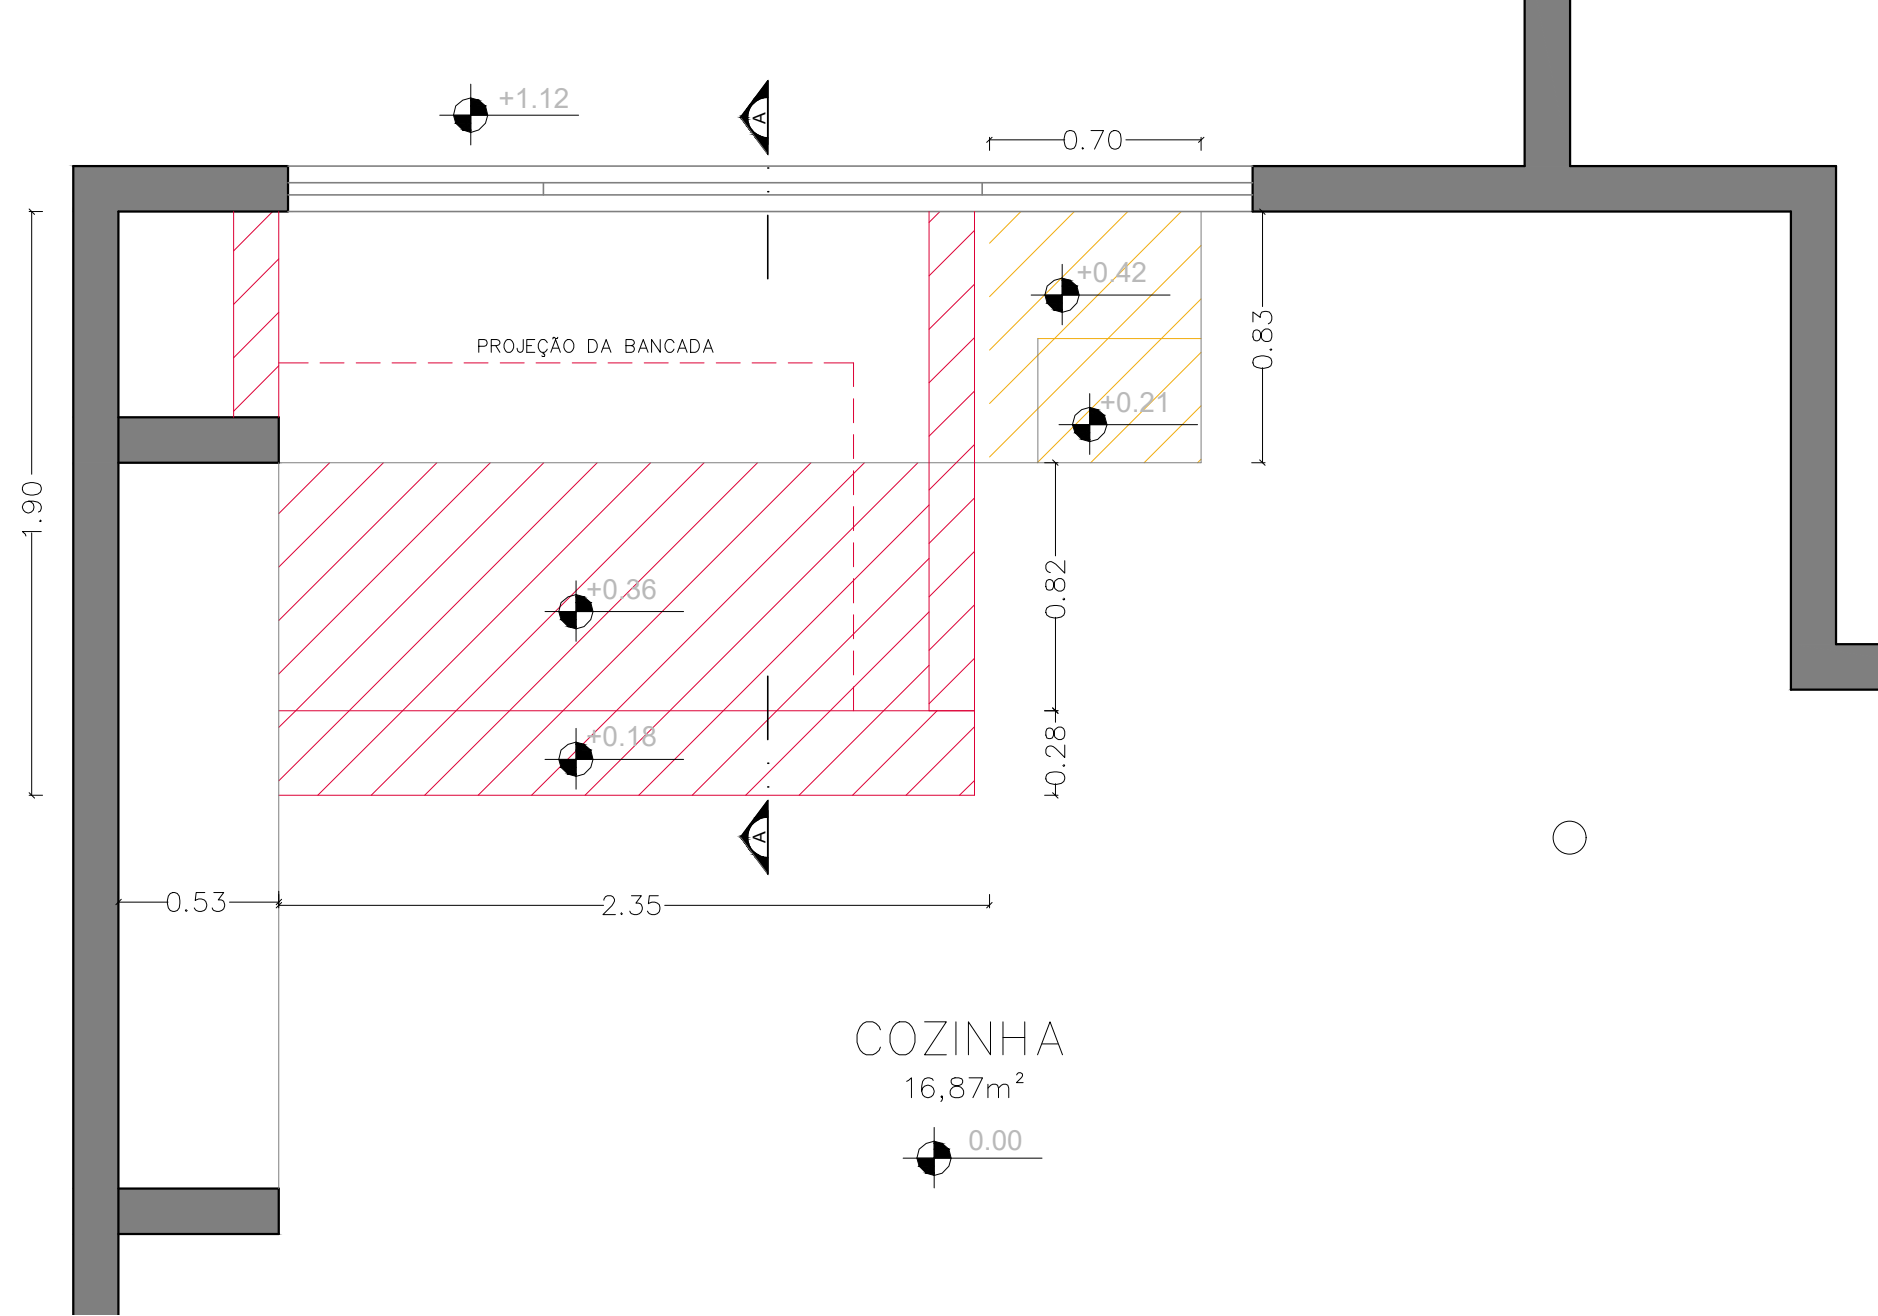 +1.12
A
0.70
+0.42
0.83
PROJEÇÃO DA BANCADA
+0.21
1.90
+0.36
0.82
+0.18
0.28
A
0.53
2.35
COZINHA
16,87m²
0.00